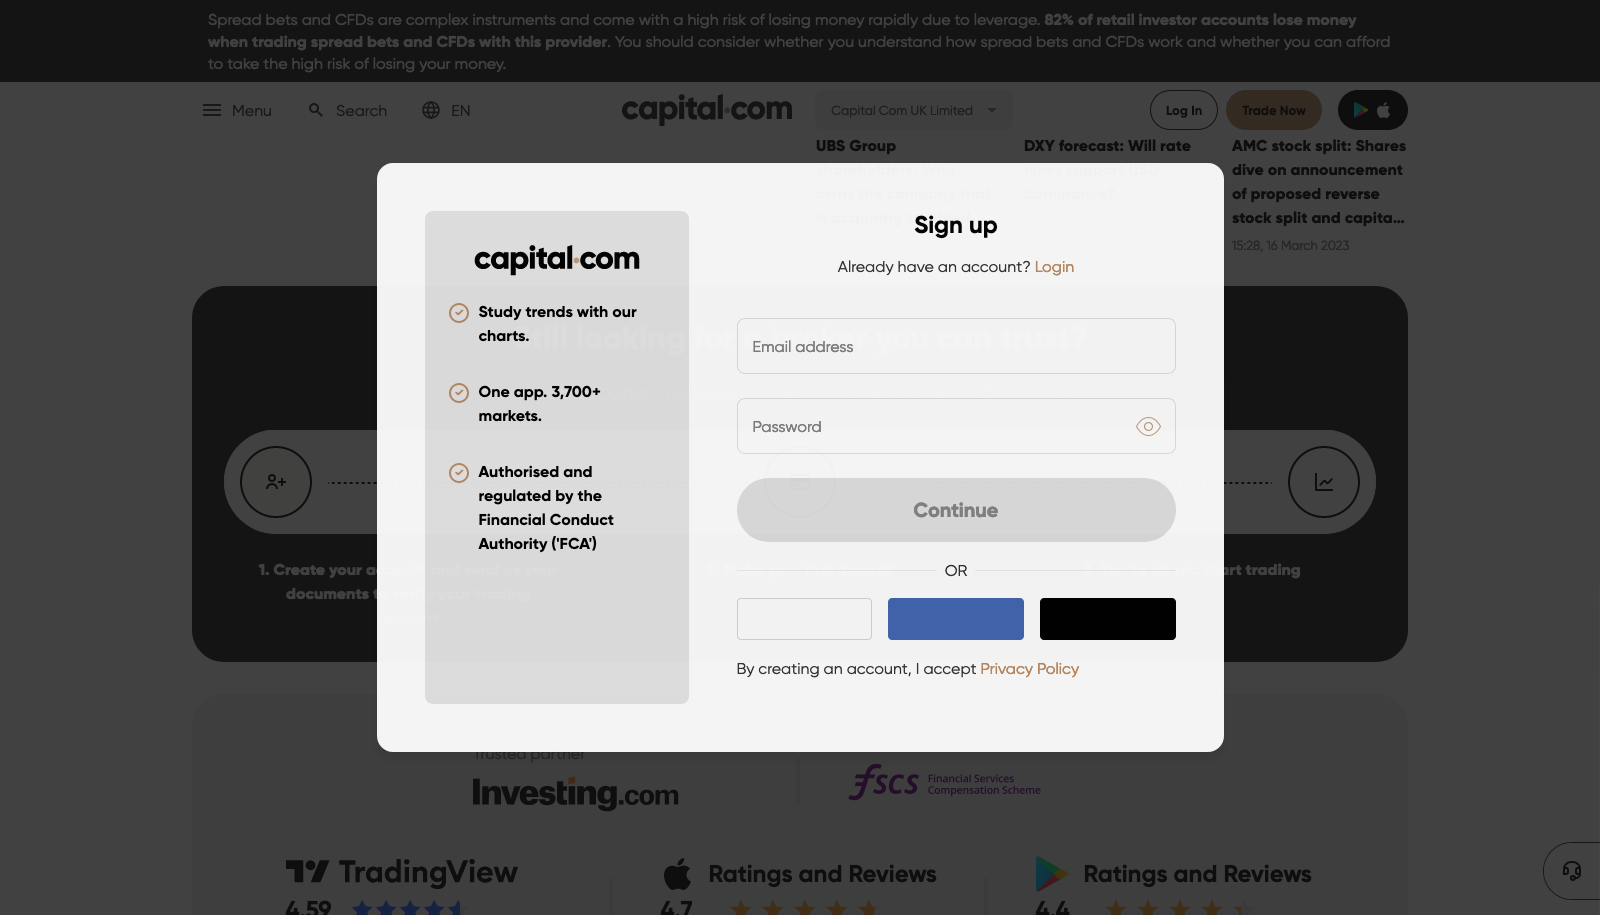 Spread bets and CFDs are complex instruments and come with a high risk of losing money rapidly due to leverage. 82% of retail investor accounts lose money
when trading spread bets and CFDs with this provider. You should consider whether you understand how spread bets and CFDs work and whether you can afford
to take the high risk of losing your money.
Menu
Search
EN
capital.com
Capital Com UK Limited
Log In
Trade Now
UBS Group
DXY forecast: Will rate
AMC stock split: Shares
dive on announcement
of proposed reverse
stock split and capita...
15:28, 16 March 2023
capital.com
Study trends with our
charts.
One app. 3,700+
markets.
Authorised and
regulated by the
Financial Conduct
Authority ('FCA')
Sign up
Already have an account? Login
Email address
Password
Continue
OR
By creating an account, I accept Privacy Policy
Still looking for a broker you can trust?
1. Create your
documents
start trading
Trusted partner
Investing.com
fscs
Financial Services
Compensation Scheme
TradingView
4.59
Ratings and Reviews
4.7
Ratings and Reviews
4.4